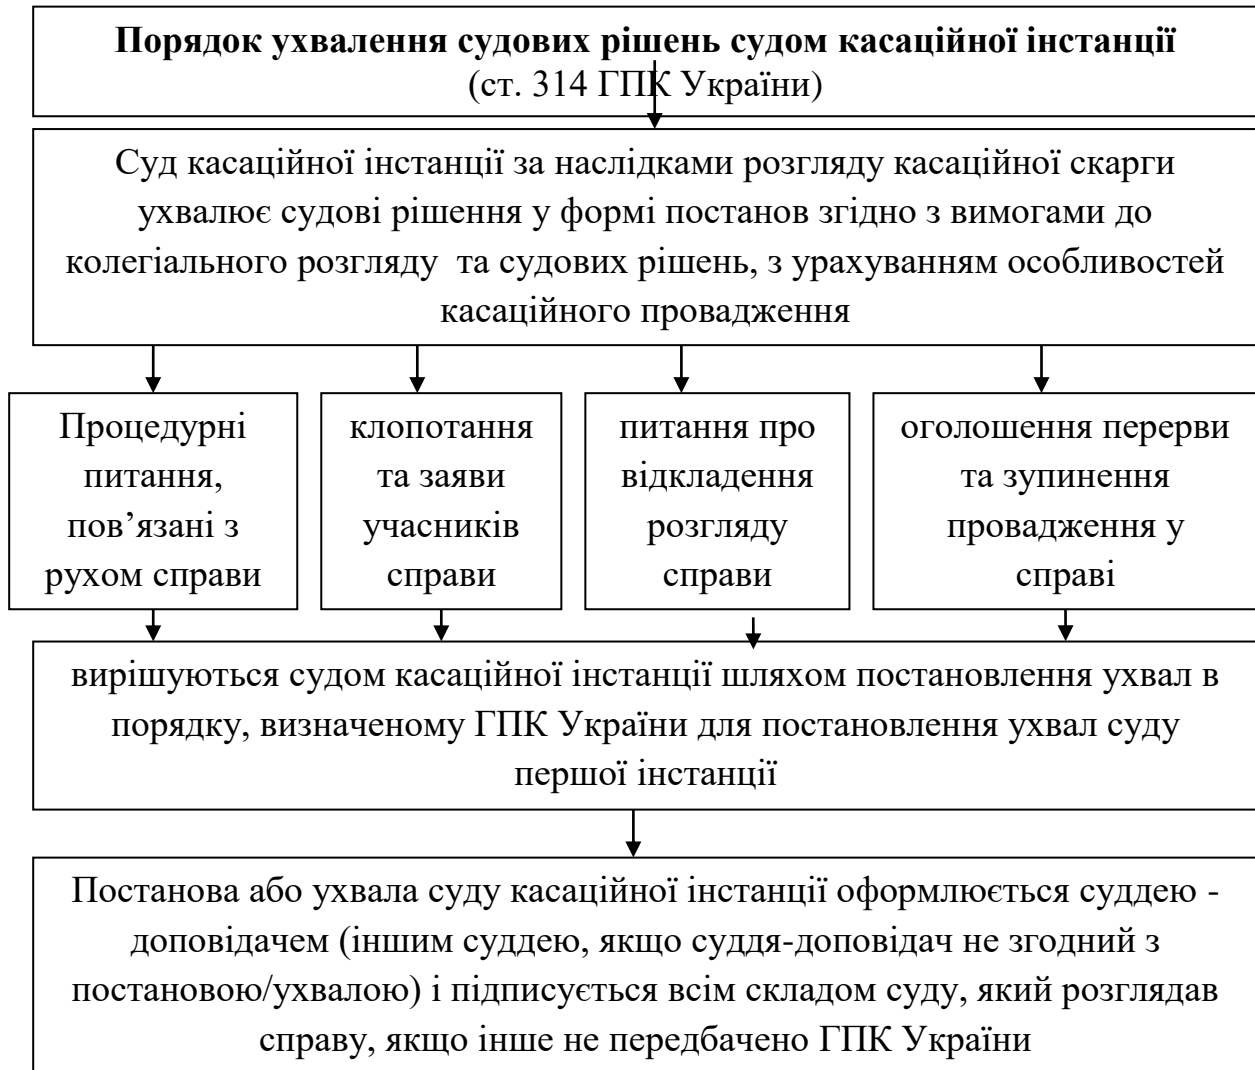 Порядок ухвалення судових рішень судом касаційної інстанції
(ст. 314 ГПК України)
Суд касаційної інстанції за наслідками розгляду касаційної скарги
ухвалює судові рішення у формі постанов згідно з вимогами до
колегіального розгляду та судових рішень, з урахуванням особливостей
касаційного провадження
Процедурні
питання,
пов’язані з
рухом справи
клопотання
та заяви
учасників
справи
питання про
відкладення
розгляду
справи
оголошення перерви
та зупинення
провадження у
справі
вирішуються судом касаційної інстанції шляхом постановлення ухвал в
порядку, визначеному ГПК України для постановлення ухвал суду
першої інстанції
Постанова або ухвала суду касаційної інстанції оформлюється суддею -
доповідачем (іншим суддею, якщо суддя-доповідач не згодний з
постановою/ухвалою) і підписується всім складом суду, який розглядав
справу, якщо інше не передбачено ГПК України